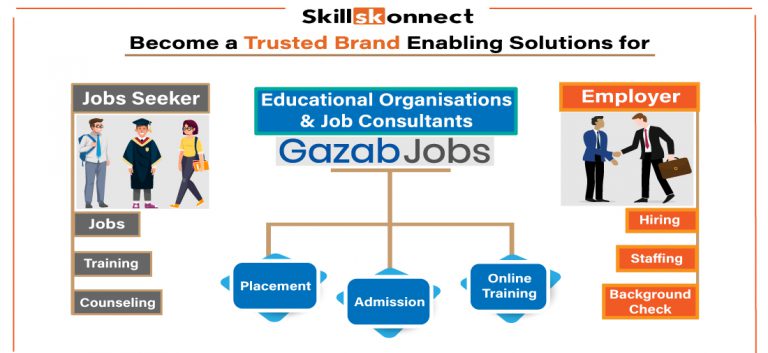 Skillskonnect
Become a Trusted Brand Enabling Solutions for
Jobs Seeker
Jobs
Training
Counseling
Educational Organisations
& Job Consultants
GazabJobs
Placement
Admission
Online
Training
Employer
Hiring
Staffing
Background
Check